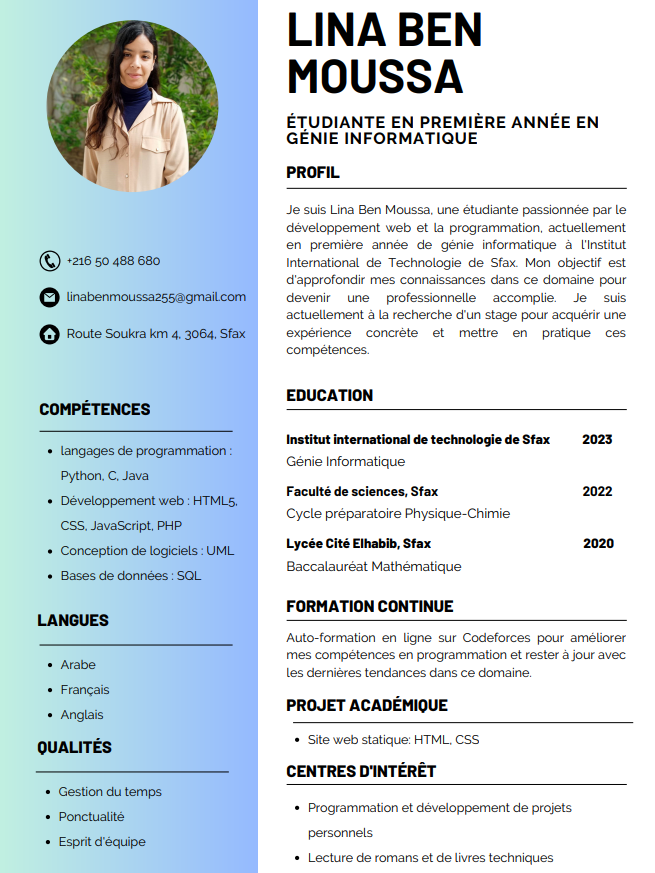 LINA BEN
MOUSSA
ÉTUDIANTE EN PREMIÈRE ANNÉE EN
GÉNIE INFORMATIQUE
PROFIL
Je suis Lina Ben Moussa, une étudiante passionnée par le
développement web et la programmation, actuellement
en première année de génie informatique à l'Institut
International de Technologie de Sfax. Mon objectif est
d'approfondir mes connaissances dans ce domaine pour
devenir une professionnelle accomplie. Je suis
actuellement à la recherche d'un stage pour acquérir une
expérience concrète et mettre en pratique ces
compétences.
EDUCATION
Institut international de technologie de Sfax 2023
Génie Informatique
Faculté de sciences, Sfax 2022
Cycle préparatoire Physique-Chimie
Lycée Cité Elhabib, Sfax 2020
Baccalauréat Mathématique
FORMATION CONTINUE
Auto-formation en ligne sur Codeforces pour améliorer
mes compétences en programmation et rester à jour avec
les dernières tendances dans ce domaine.
PROJET ACADÉMIQUE
• Site web statique: HTML, CSS
CENTRES D'INTÉRÊT
• Programmation et développement de projets
personnels
• Lecture de romans et de livres techniques
+216 50 488 680
linabenmoussa255@gmail.com
Route Soukra km 4, 3064, Sfax
COMPÉTENCES
• langages de programmation :
Python, C, Java
• Développement web : HTML5,
CSS, JavaScript, PHP
• Conception de logiciels : UML
• Bases de données : SQL
LANGUES
• Arabe
• Français
• Anglais
QUALITÉS
• Gestion du temps
• Ponctualité
• Esprit d'équipe